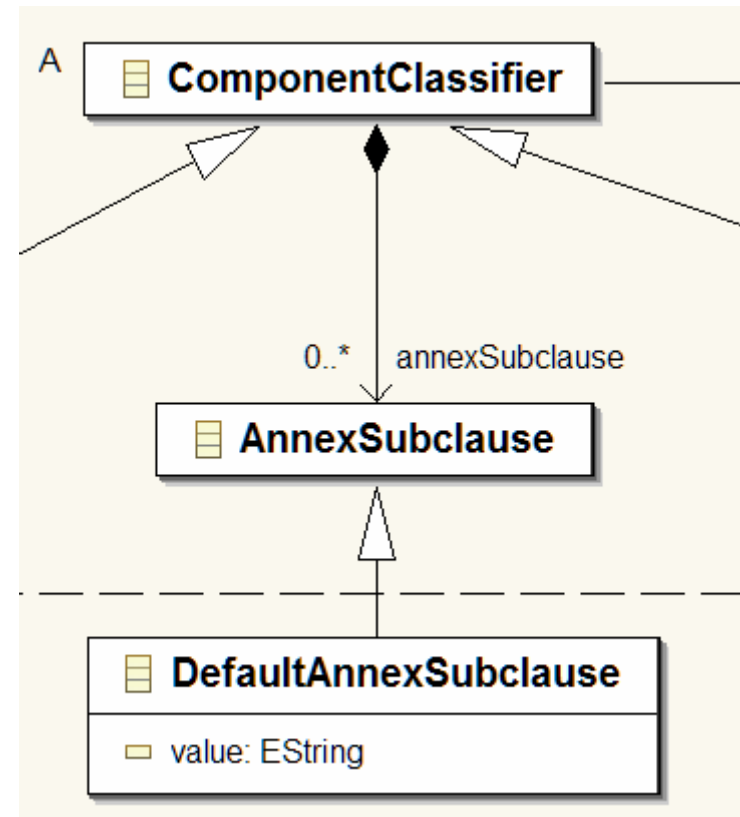 A
ComponentClassifier
0..* annexSubclause
AnnexSubclause
DefaultAnnexSubclause
value: EString